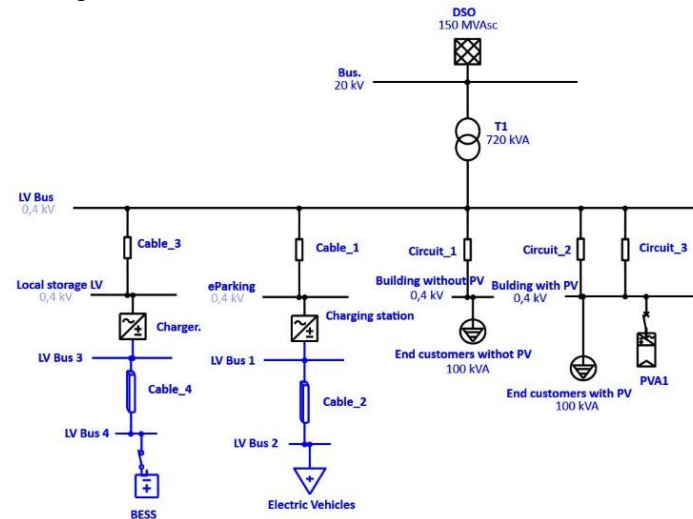 DSO
150 MVAsc
Bus.
20 kV
T1
720 kVA
LV Bus
0,4 kV
Cable_3
Cable_1
Circuit_1
Circuit_2
Circuit_3
Local storage LV
0,4 kV
eParking
0,4 kV
Builiding without PV
0,4 kV
Bulding with PV
0,4 kV
Charger.
Charging station
End customers withot PV
100 kVA
LV Bus 3
LV Bus 1
PVA1
Cable_4
Cable_2
End customers with PV
100 kVA
LV Bus 4
LV Bus 2
BESS
Electric Vehicles